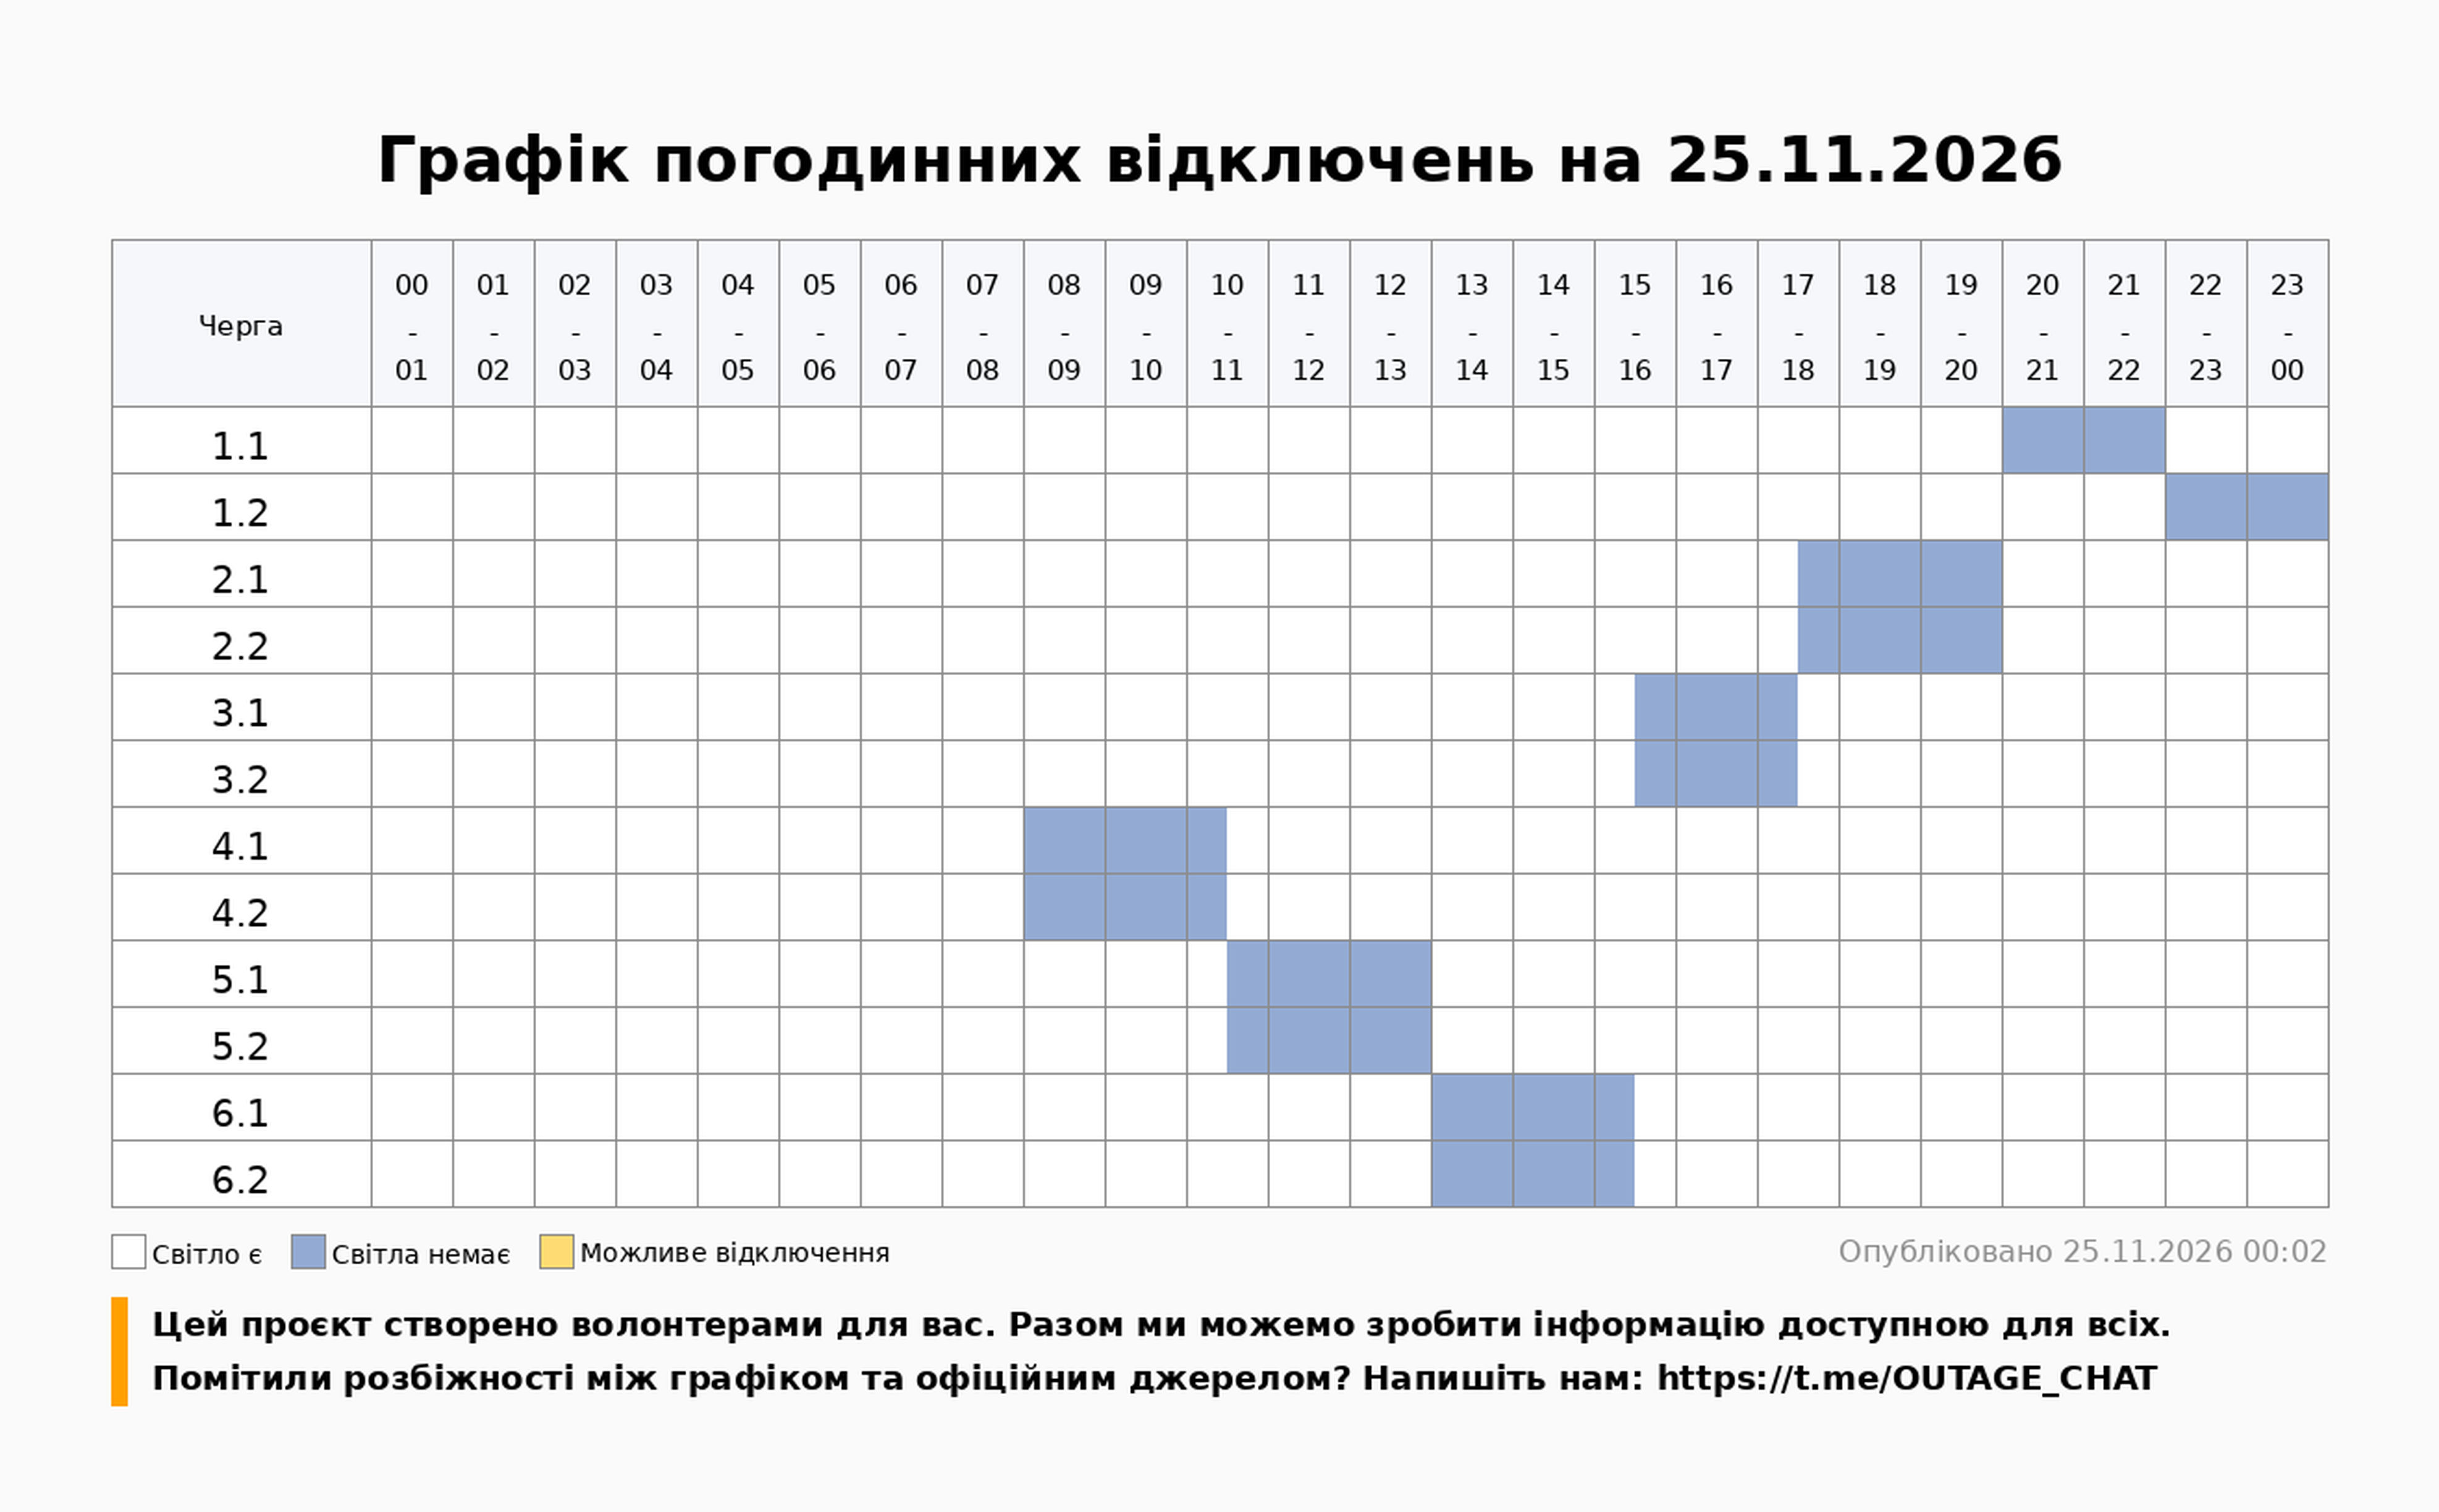 Графік погодинних відключень на 25.11.2026
Черга 00 - 01 01 - 02 02 - 03 03 - 04 04 - 05 05 - 06 06 - 07 07 - 08 08 - 09 09 - 10 10 - 11 11 - 12 12 - 13 13 - 14 14 - 15 15 - 16 16 - 17 17 - 18 18 - 19 19 - 20 20 - 21 21 - 22 22 - 23 23 - 00
1.1
1.2
2.1
2.2
3.1
3.2
4.1
4.2
5.1
5.2
6.1
6.2
Світло є Світла немає Можливе відключення Опубліковано 25.11.2026 00:02
Цей проєкт створено волонтерами для вас. Разом ми можемо зробити інформацію доступною для всіх.
Помітили розбіжності між графіком та офіційним джерелом? Напишіть нам: https://t.me/OUTAGE_CHAT